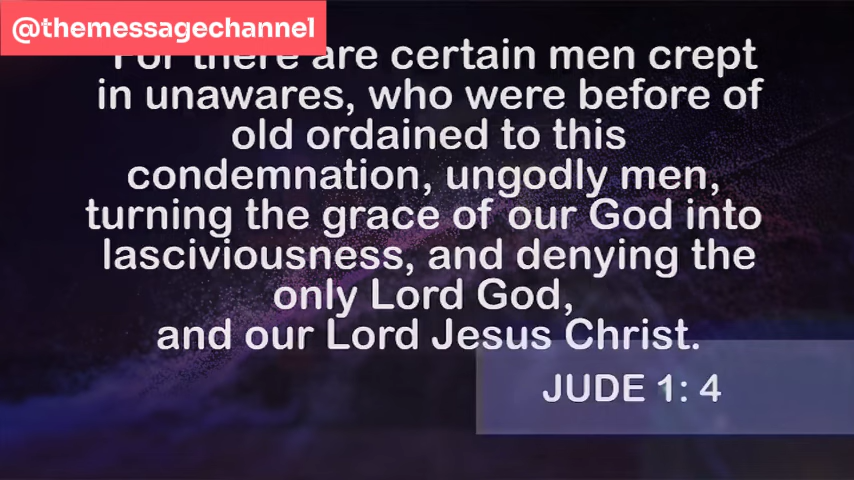 @themessagechannel
For there are certain men crept
in unawares, who were before of
old ordained to this
condemnation, ungodly men,
turning the grace of our God into
lasciviousness, and denying the
only Lord God,
and our Lord Jesus Christ.
JUDE 1: 4